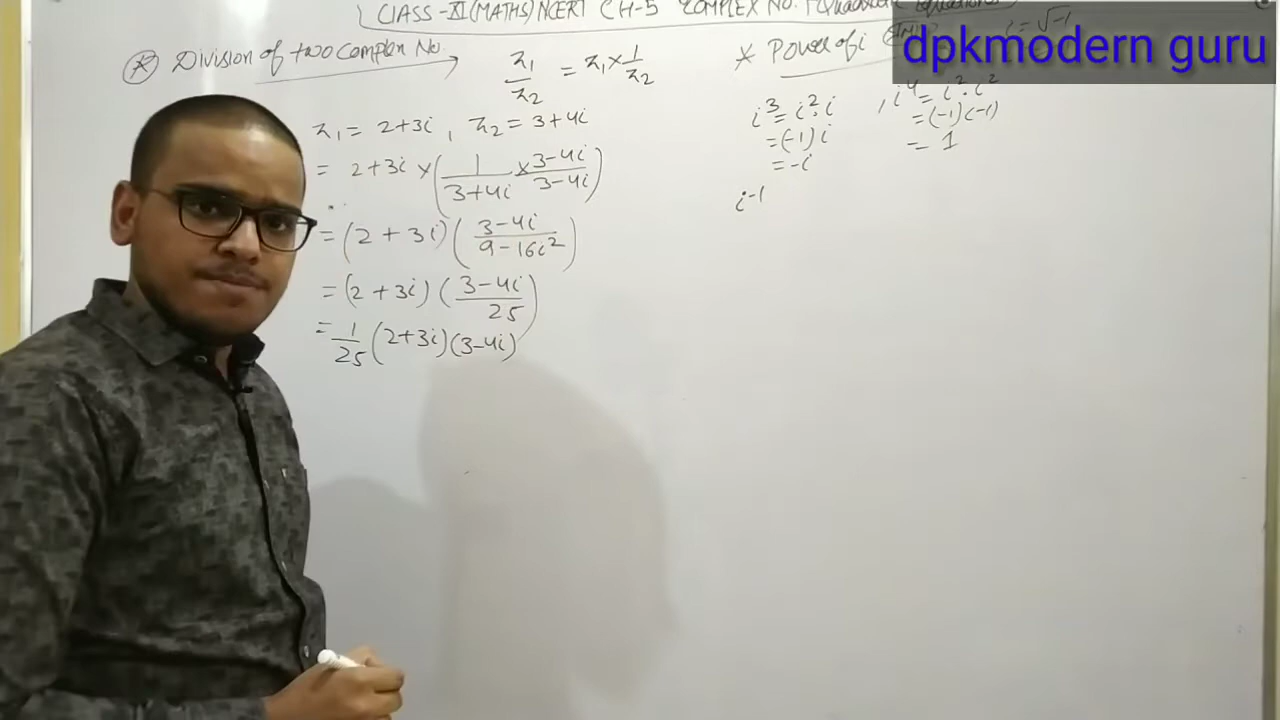 CLASS-XI (MATHS) NCERT CH-5 COMPLEX No.
dpkmodern guru
Division of two Complex No.
z₁/z₂ = z₁ × 1/z₂
z₁ = 2+3i, z₂ = 3+4i
= 2+3i × (1/3+4i × 3-4i/3-4i)
= (2+3i) (3-4i/9-16i²)
= (2+3i) (3-4i/25)
= 1/25 (2+3i)(3-4i)
* Power of i
i = √-1
i³ = i².i
= (-1)i
= -i
, i⁴ = i².i²
= (-1)(-1)
= 1
i⁻¹